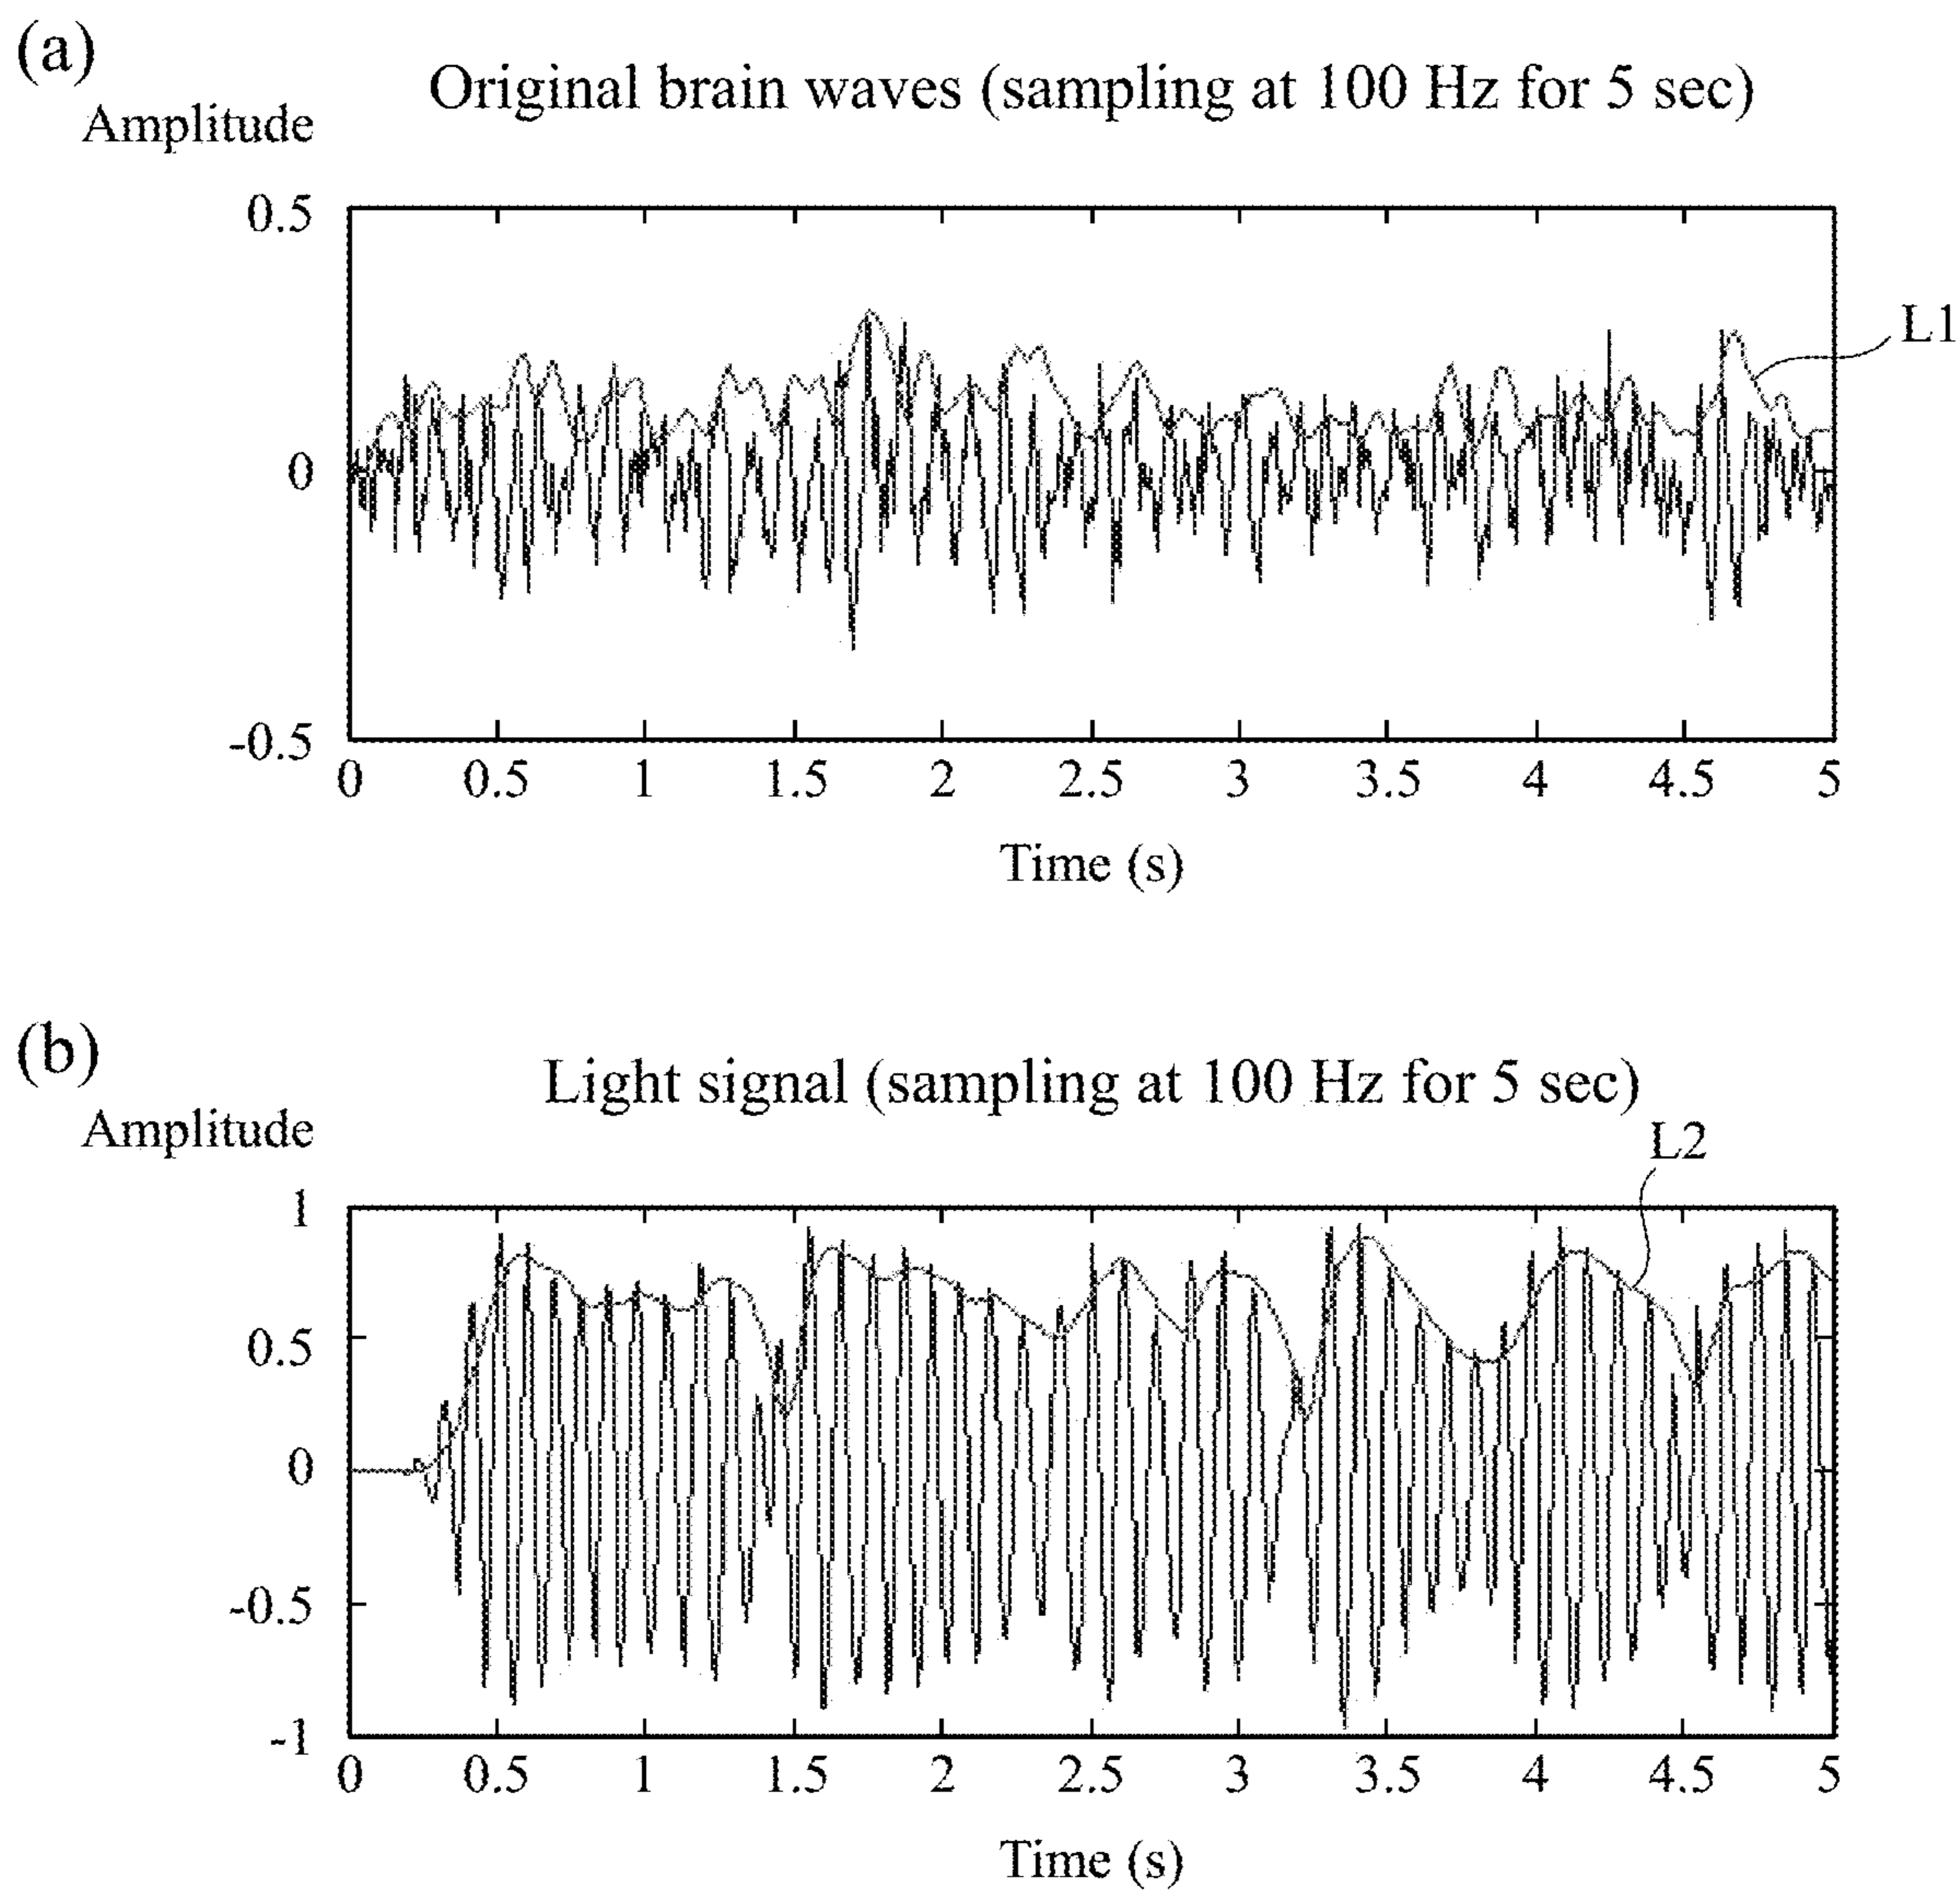 (a)
Original brain waves (sampling at 100 Hz for 5 sec)
Amplitude
0.5
L1
0
-0.5
0 0.5 1 1.5 2 2.5 3 3.5 4 4.5 5
Time (s)
(b)
Light signal (sampling at 100 Hz for 5 sec)
Amplitude
L2
1
0.5
0
-0.5
-1
0 0.5 1 1.5 2 2.5 3 3.5 4 4.5 5
Time (s)